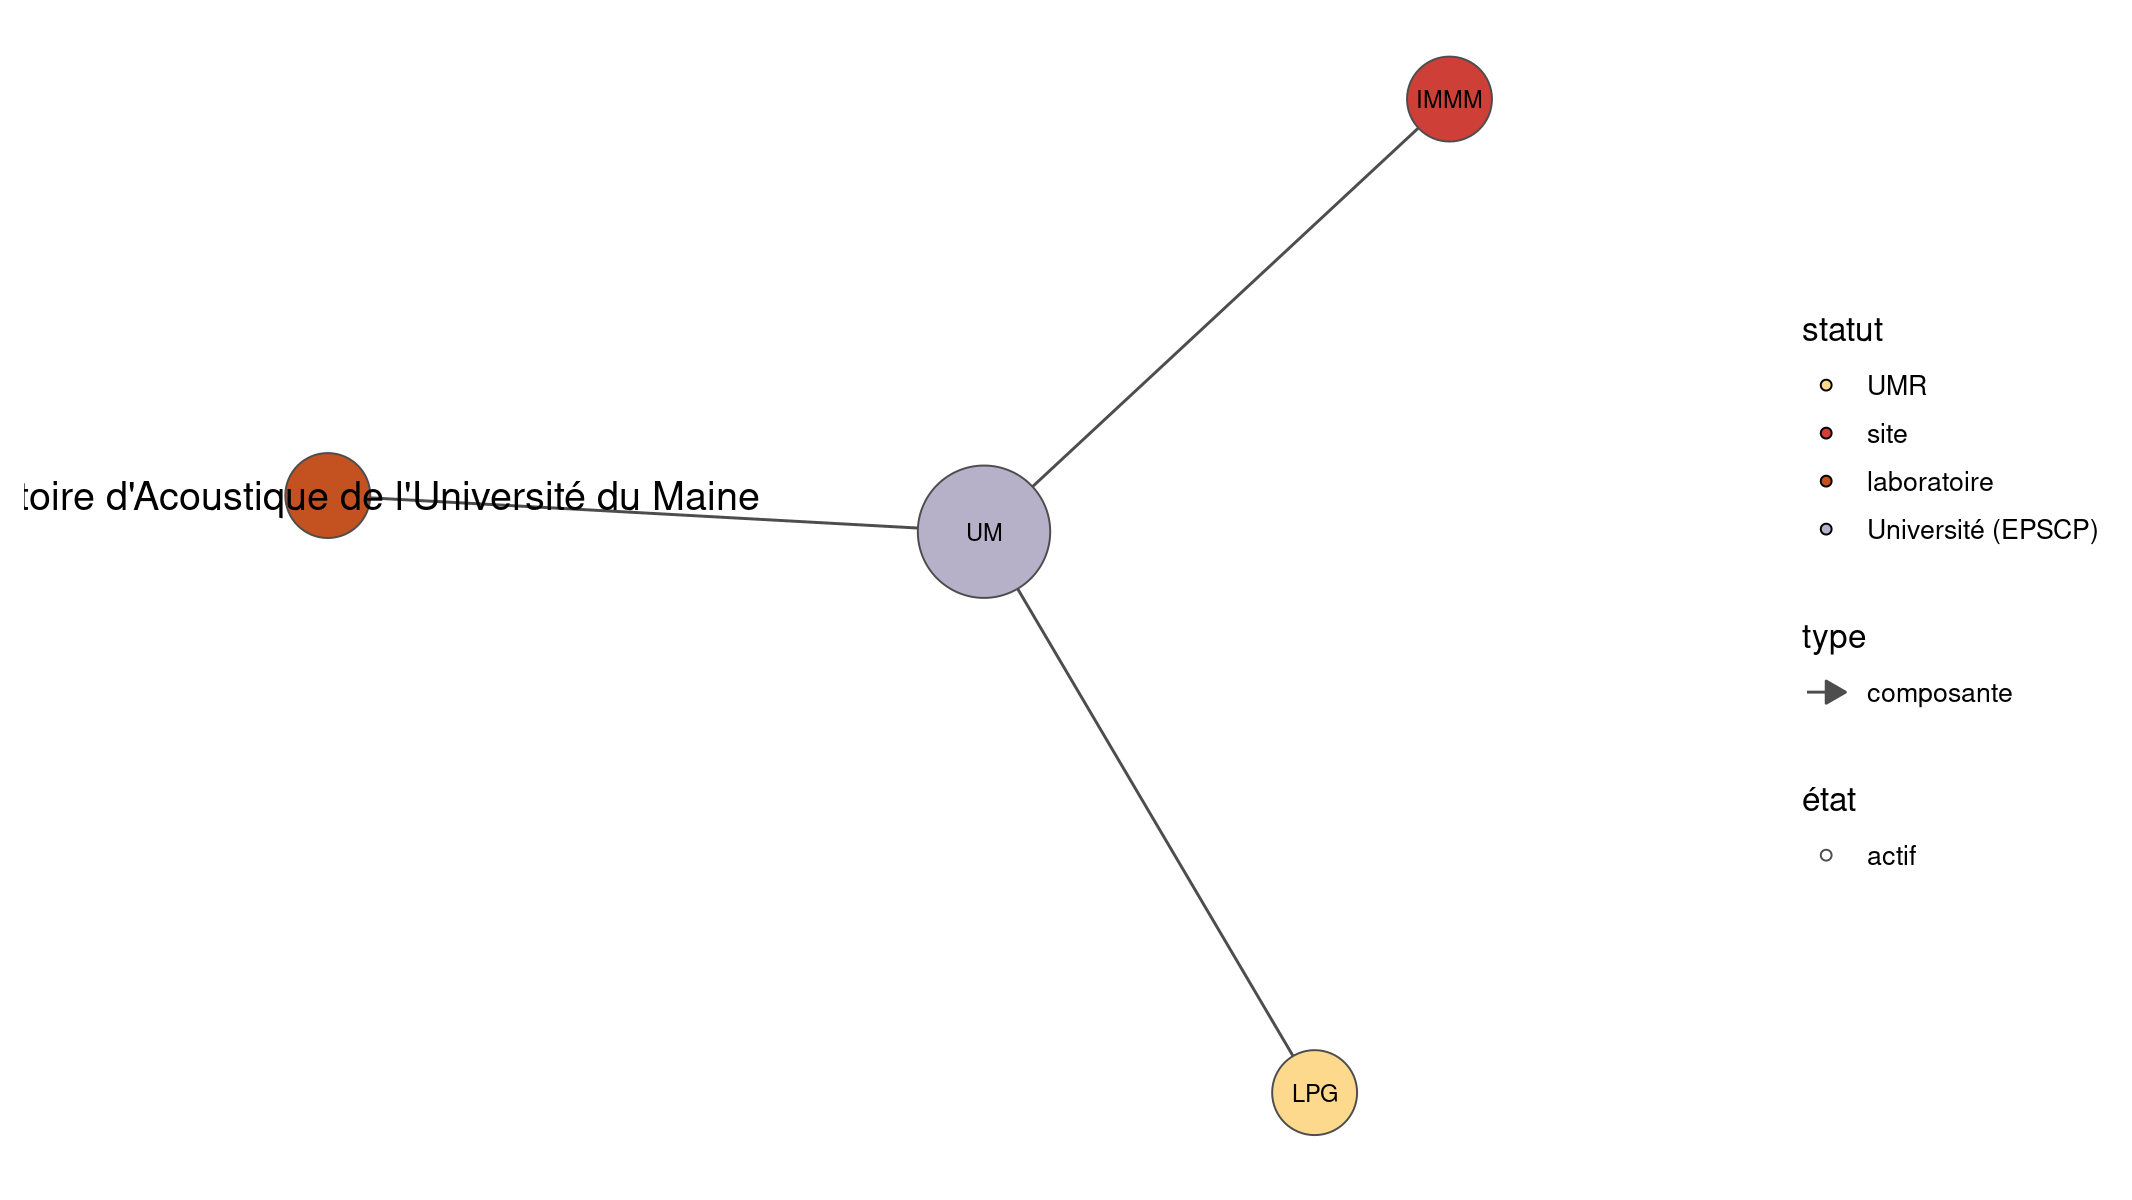 IMMM
toire d'Acoustique de l'Université du Maine
UM
LPG
statut
UMR
site
laboratoire
Université (EPSCP)
type
composante
état
actif